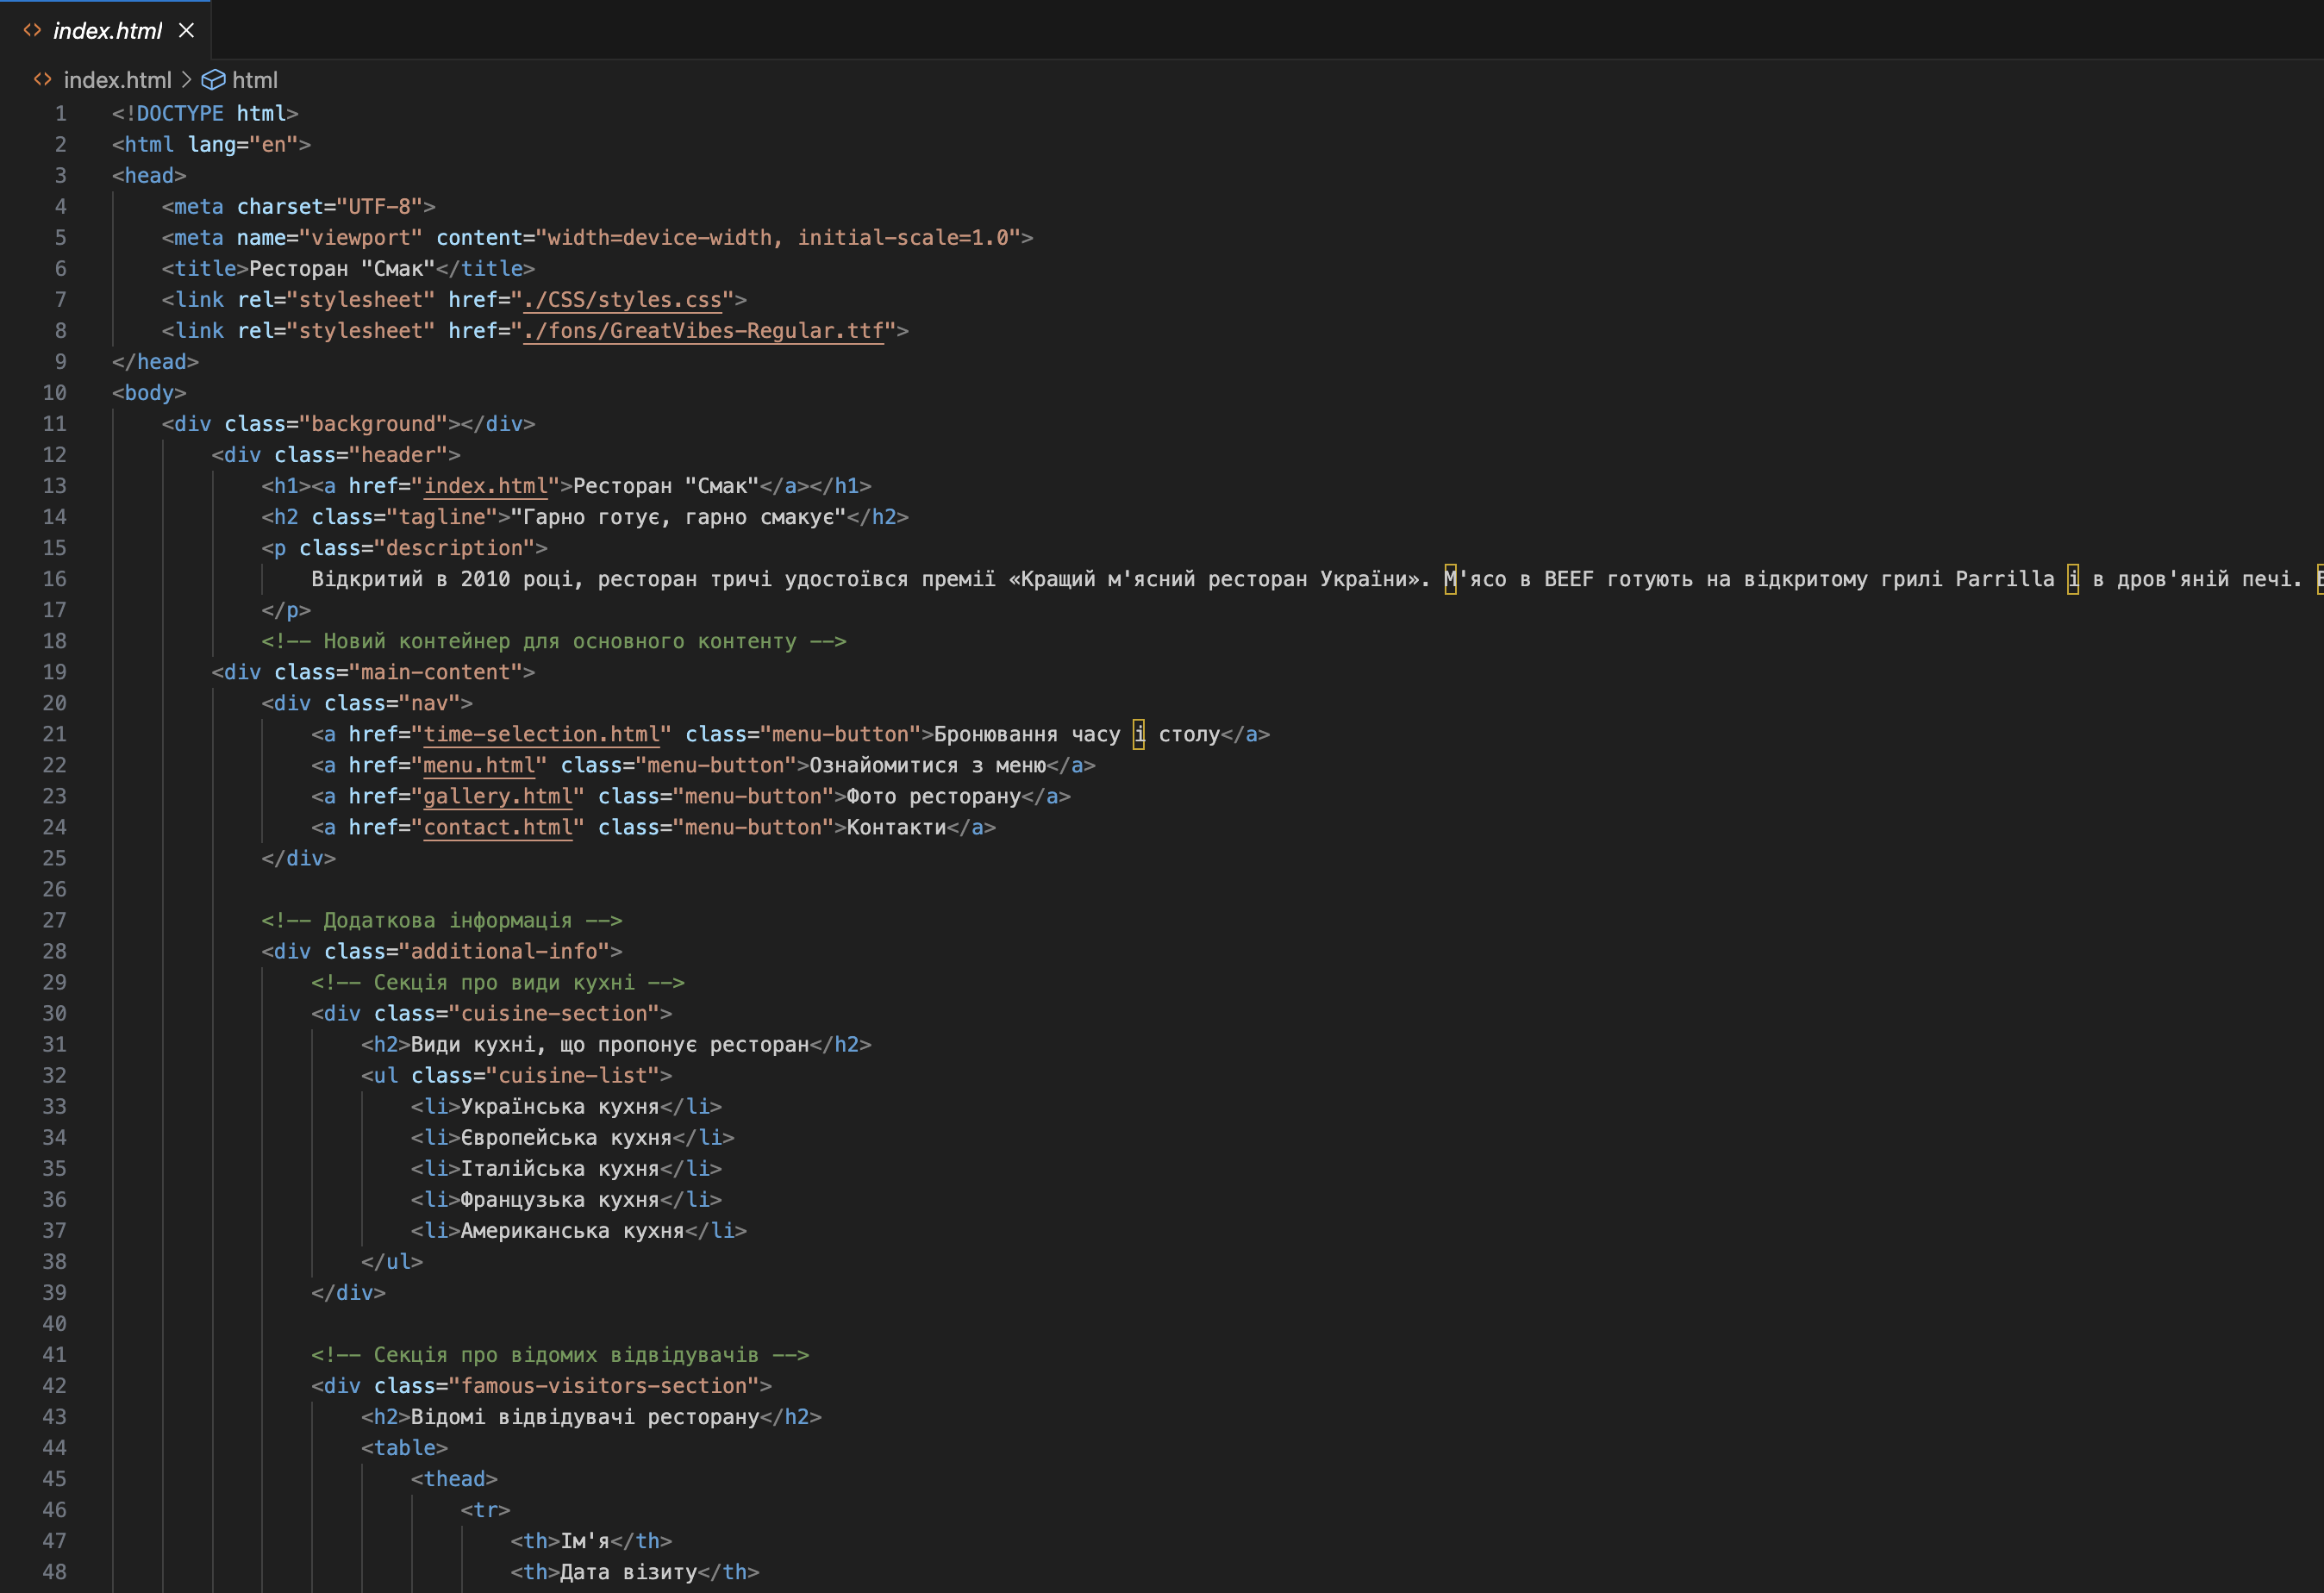 index.html
index.html > html
1 <!DOCTYPE html>
2 <html lang="en">
3 <head>
4 <meta charset="UTF-8">
5 <meta name="viewport" content="width=device-width, initial-scale=1.0">
6 <title>Ресторан "Смак"</title>
7 <link rel="stylesheet" href="./CSS/styles.css">
8 <link rel="stylesheet" href="./fons/GreatVibes-Regular.ttf">
9 </head>
10 <body>
11 <div class="background"></div>
12 <div class="header">
13 <h1><a href="index.html">Ресторан "Смак"</a></h1>
14 <h2 class="tagline">"Гарно готує, гарно смакує"</h2>
15 <p class="description">
16 Відкритий в 2010 році, ресторан тричі удостоївся премії «Кращий м'ясний ресторан України». М'ясо в BEEF готують на відкритому грилі Parrilla і в дров'яній печі.
17 </p>
18 <!-- Новий контейнер для основного контенту -->
19 <div class="main-content">
20 <div class="nav">
21 <a href="time-selection.html" class="menu-button">Бронювання часу і столу</a>
22 <a href="menu.html" class="menu-button">Ознайомитися з меню</a>
23 <a href="gallery.html" class="menu-button">Фото ресторану</a>
24 <a href="contact.html" class="menu-button">Контакти</a>
25 </div>
26
27 <!-- Додаткова інформація -->
28 <div class="additional-info">
29 <!-- Секція про види кухні -->
30 <div class="cuisine-section">
31 <h2>Види кухні, що пропонує ресторан</h2>
32 <ul class="cuisine-list">
33 <li>Українська кухня</li>
34 <li>Європейська кухня</li>
35 <li>Італійська кухня</li>
36 <li>Французька кухня</li>
37 <li>Американська кухня</li>
38 </ul>
39 </div>
40
41 <!-- Секція про відомих відвідувачів -->
42 <div class="famous-visitors-section">
43 <h2>Відомі відвідувачі ресторану</h2>
44 <table>
45 <thead>
46 <tr>
47 <th>Ім'я</th>
48 <th>Дата візиту</th>